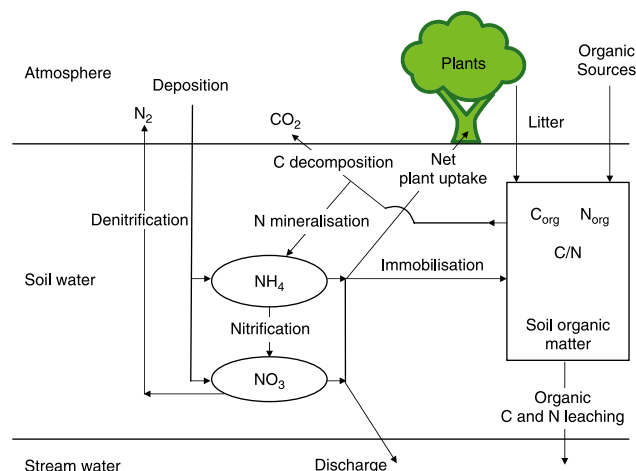 Organic
Sources
Plants
Atmosphere
Deposition
N2
CO2
Litter
C decomposition
Net
plant uptake
Denitrification
N mineralisation
Corg Norg
C/N
Soil water
NH4
Immobilisation
Nitrification
Soil organic
matter
NO3
Organic
C and N leaching
Stream water
Discharge